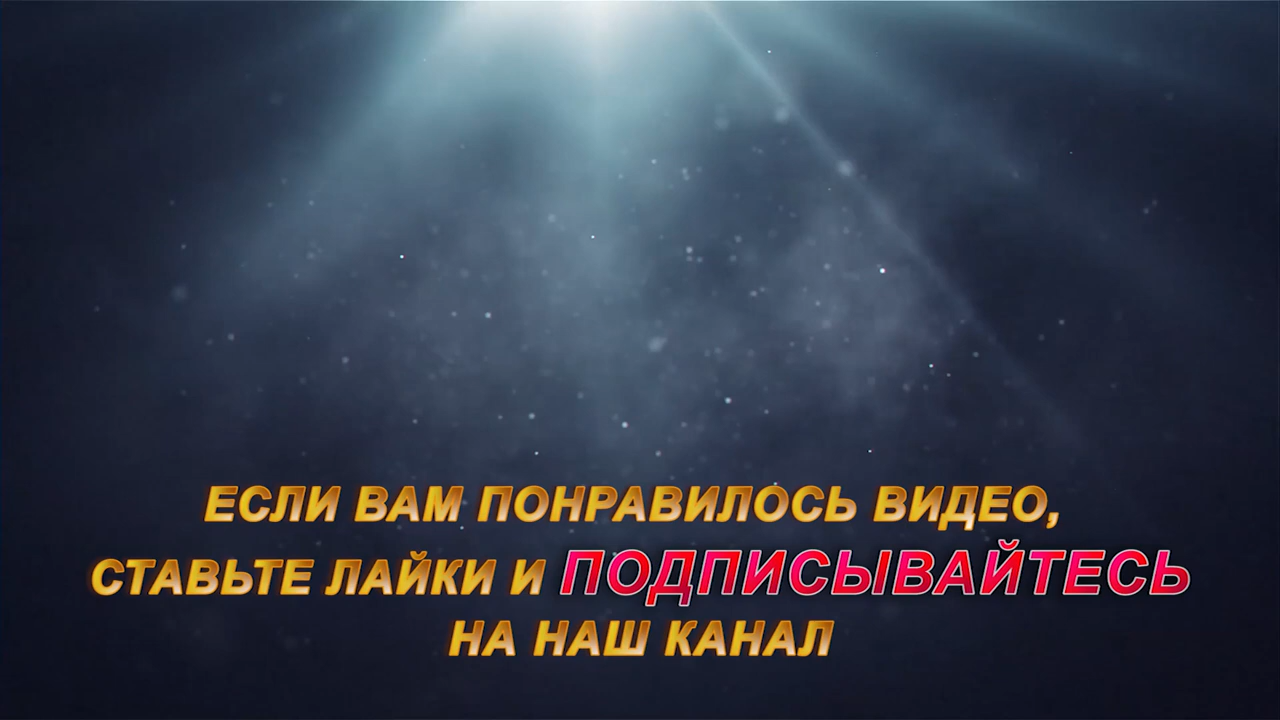 ЕСЛИ ВАМ ПОНРАВИЛОСЬ ВИДЕО,
СТАВЬТЕ ЛАЙКИ И ПОДПИСЫВАЙТЕСЬ
НА НАШ КАНАЛ